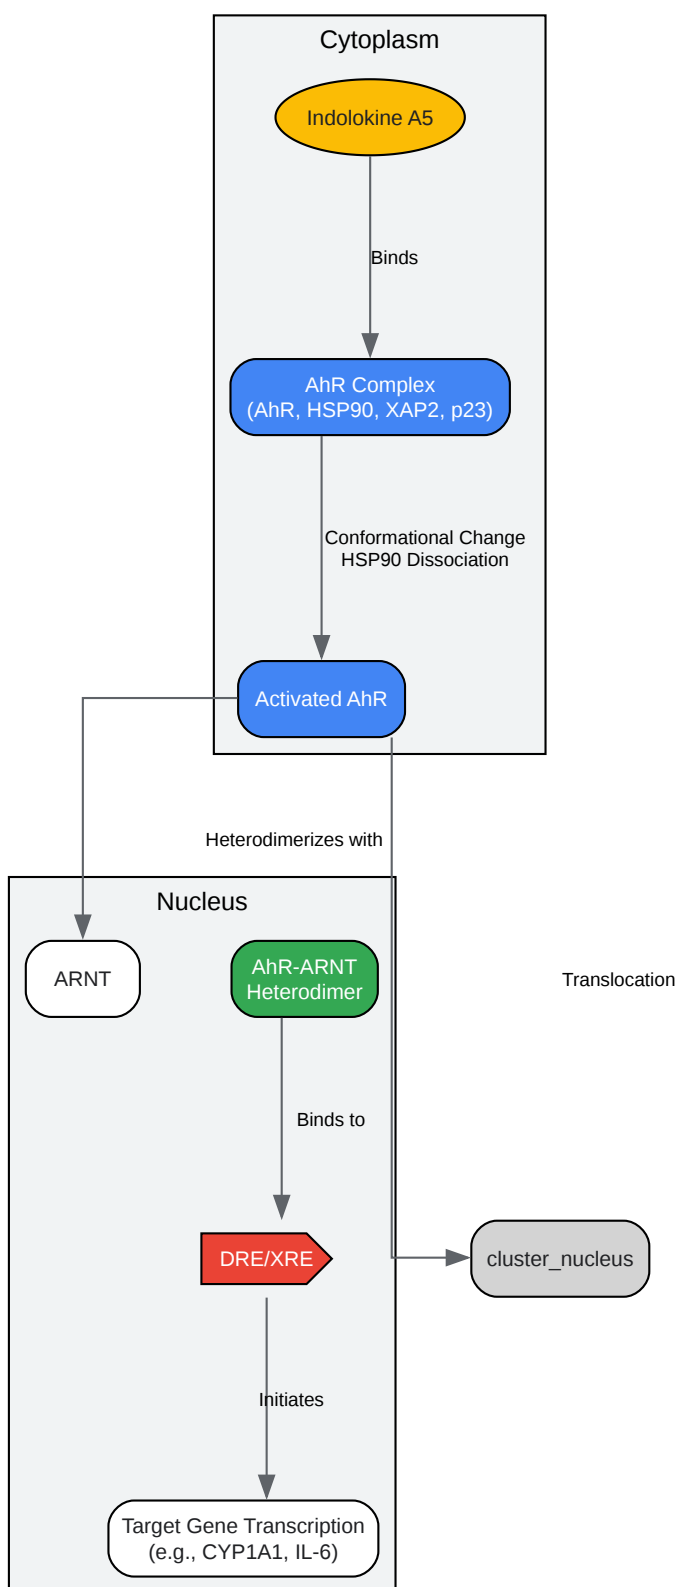 Cytoplasm
Indolokine A5
Binds
AhR Complex
(AhR, HSP90, XAP2, p23)
Conformational Change
HSP90 Dissociation
Activated AhR
Heterodimerizes with
Nucleus
ARNT
AhR-ARNT
Heterodimer
Translocation
Binds to
DRE/XRE
cluster_nucleus
Initiates
Target Gene Transcription
(e.g., CYP1A1, IL-6)